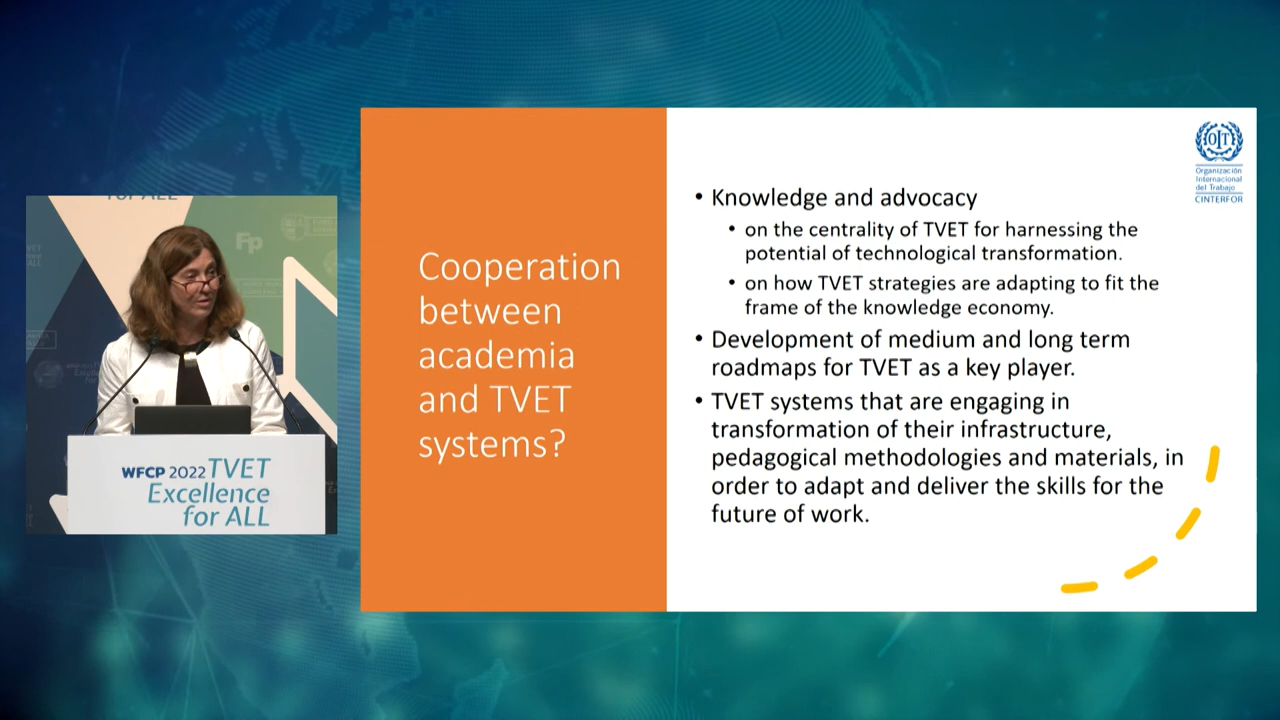 for ALL
Fp
WFCP 2022 TVET
Excellence
for ALL
Cooperation
between
academia
and TVET
systems?
• Knowledge and advocacy
• on the centrality of TVET for harnessing the
potential of technological transformation.
• on how TVET strategies are adapting to fit the
frame of the knowledge economy.
• Development of medium and long term
roadmaps for TVET as a key player.
• TVET systems that are engaging in
transformation of their infrastructure,
pedagogical methodologies and materials, in
order to adapt and deliver the skills for the
future of work.
OIT
Organización
Internacional
del Trabajo
CINTERFOR